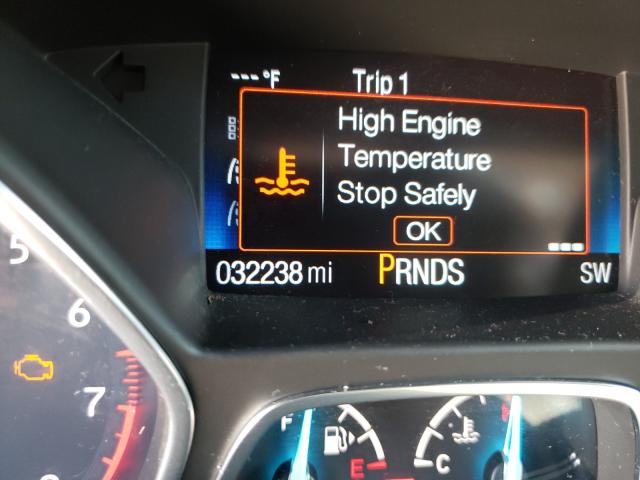 ---°F Trip 1
High Engine
Temperature
Stop Safely
OK
032238 mi PRNDS SW
5
6
7
F
E
C